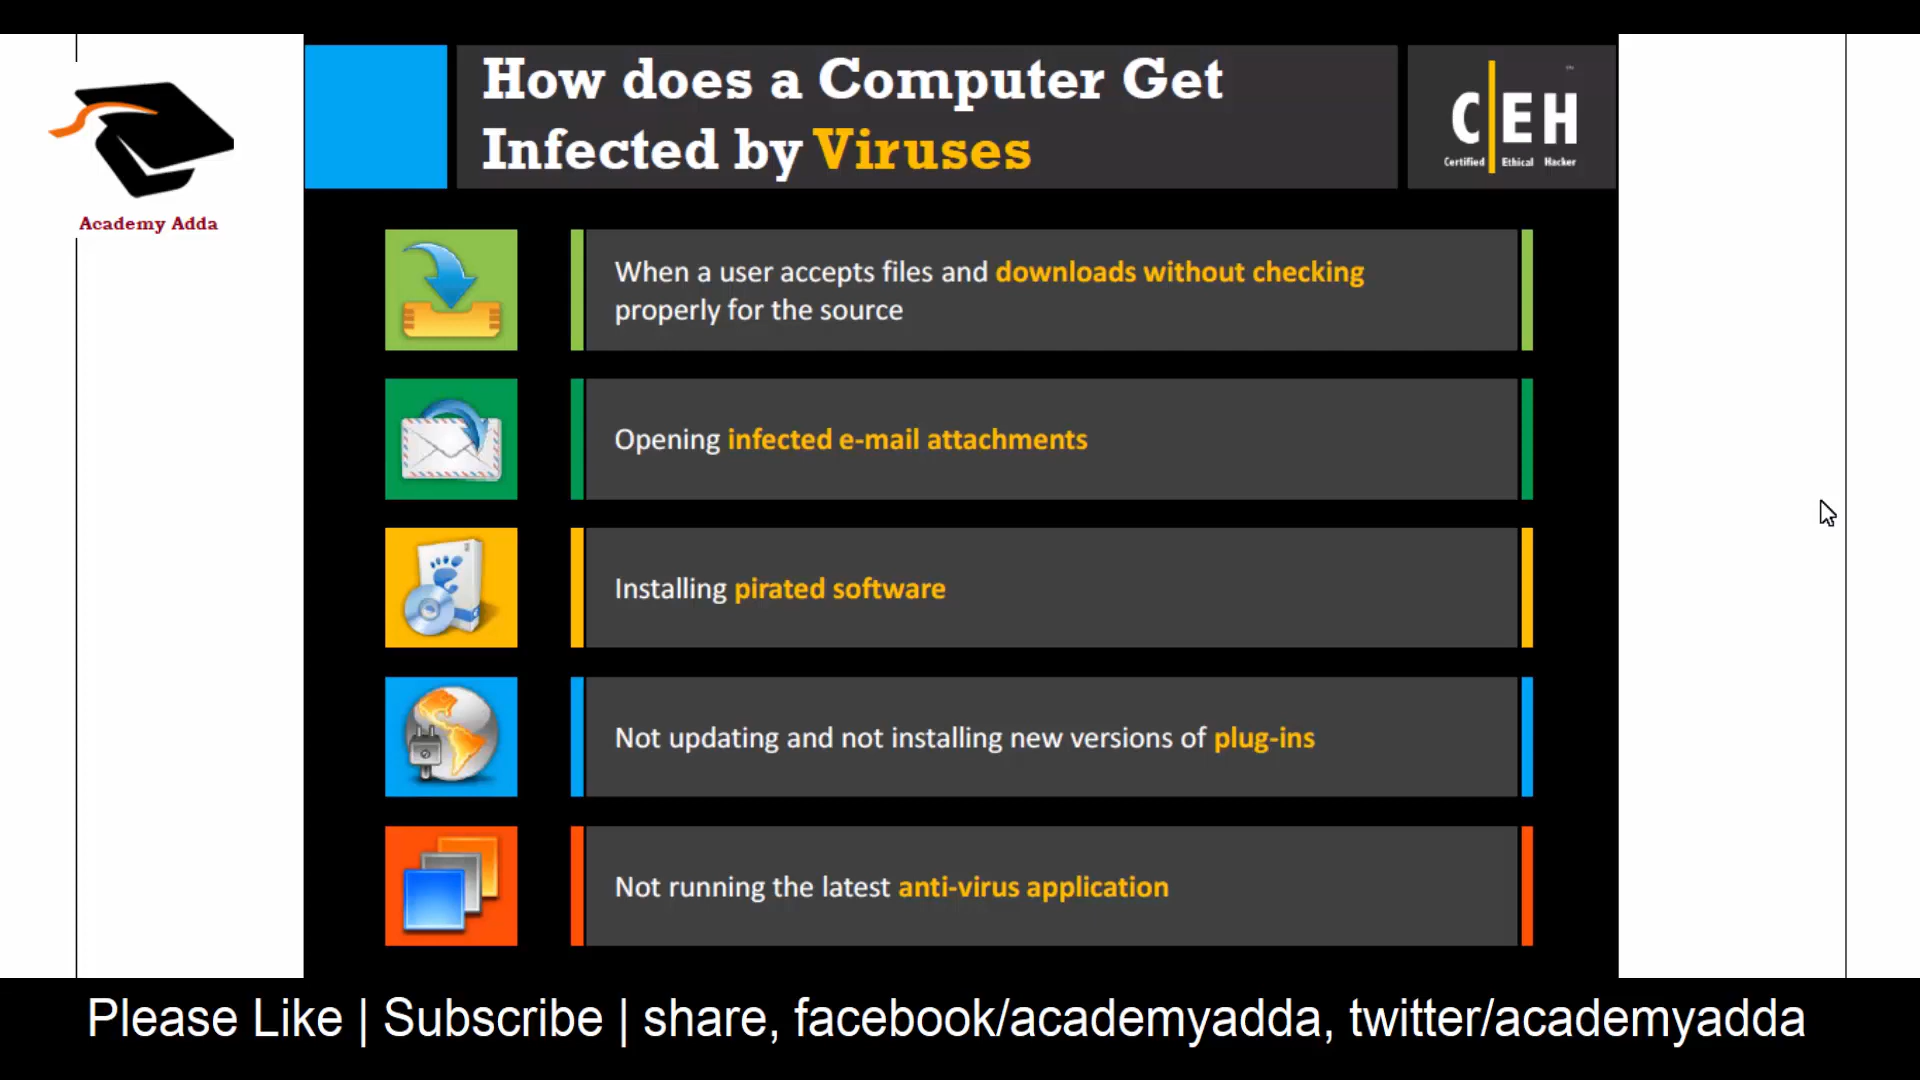 Academy Adda
How does a Computer Get
Infected by Viruses
C|EH
Certified Ethical Hacker
When a user accepts files and downloads without checking
properly for the source
Opening infected e-mail attachments
Installing pirated software
Not updating and not installing new versions of plug-ins
Not running the latest anti-virus application
Please Like | Subscribe | share, facebook/academyadda, twitter/academyadda